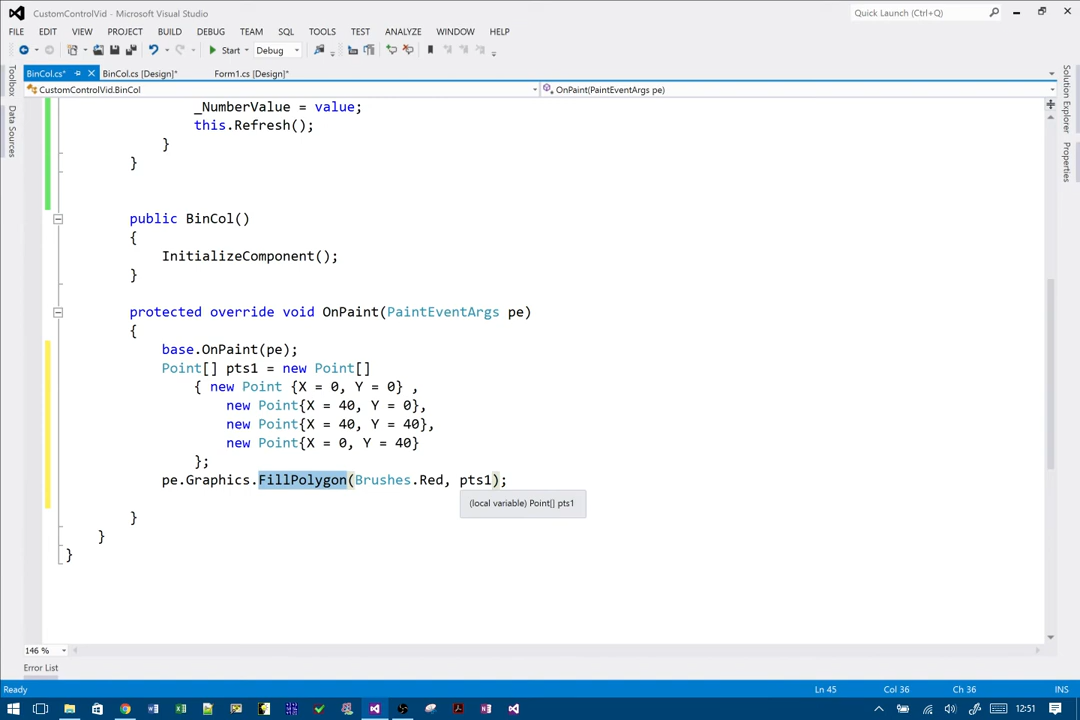 CustomControlVid - Microsoft Visual Studio
Quick Launch (Ctrl+Q)
FILE EDIT VIEW PROJECT BUILD DEBUG TEAM SQL TOOLS TEST ANALYZE WINDOW HELP
Start Debug
BinCol.cs* BinCol.cs [Design]* Form1.cs [Design]*
CustomControlVid.BinCol OnPaint(PaintEventArgs pe)
Toolbox
Data Sources
Solution Explorer
Properties
_NumberValue = value;
this.Refresh();
}
}
public BinCol()
{
InitializeComponent();
}
protected override void OnPaint(PaintEventArgs pe)
{
base.OnPaint(pe);
Point[] pts1 = new Point[]
{ new Point {X = 0, Y = 0} ,
new Point{X = 40, Y = 0},
new Point{X = 40, Y = 40},
new Point{X = 0, Y = 40}
};
pe.Graphics.FillPolygon(Brushes.Red, pts1);
(local variable) Point[] pts1
}
}
}
146 %
Error List
Ready Ln 45 Col 36 Ch 36 INS
12:51